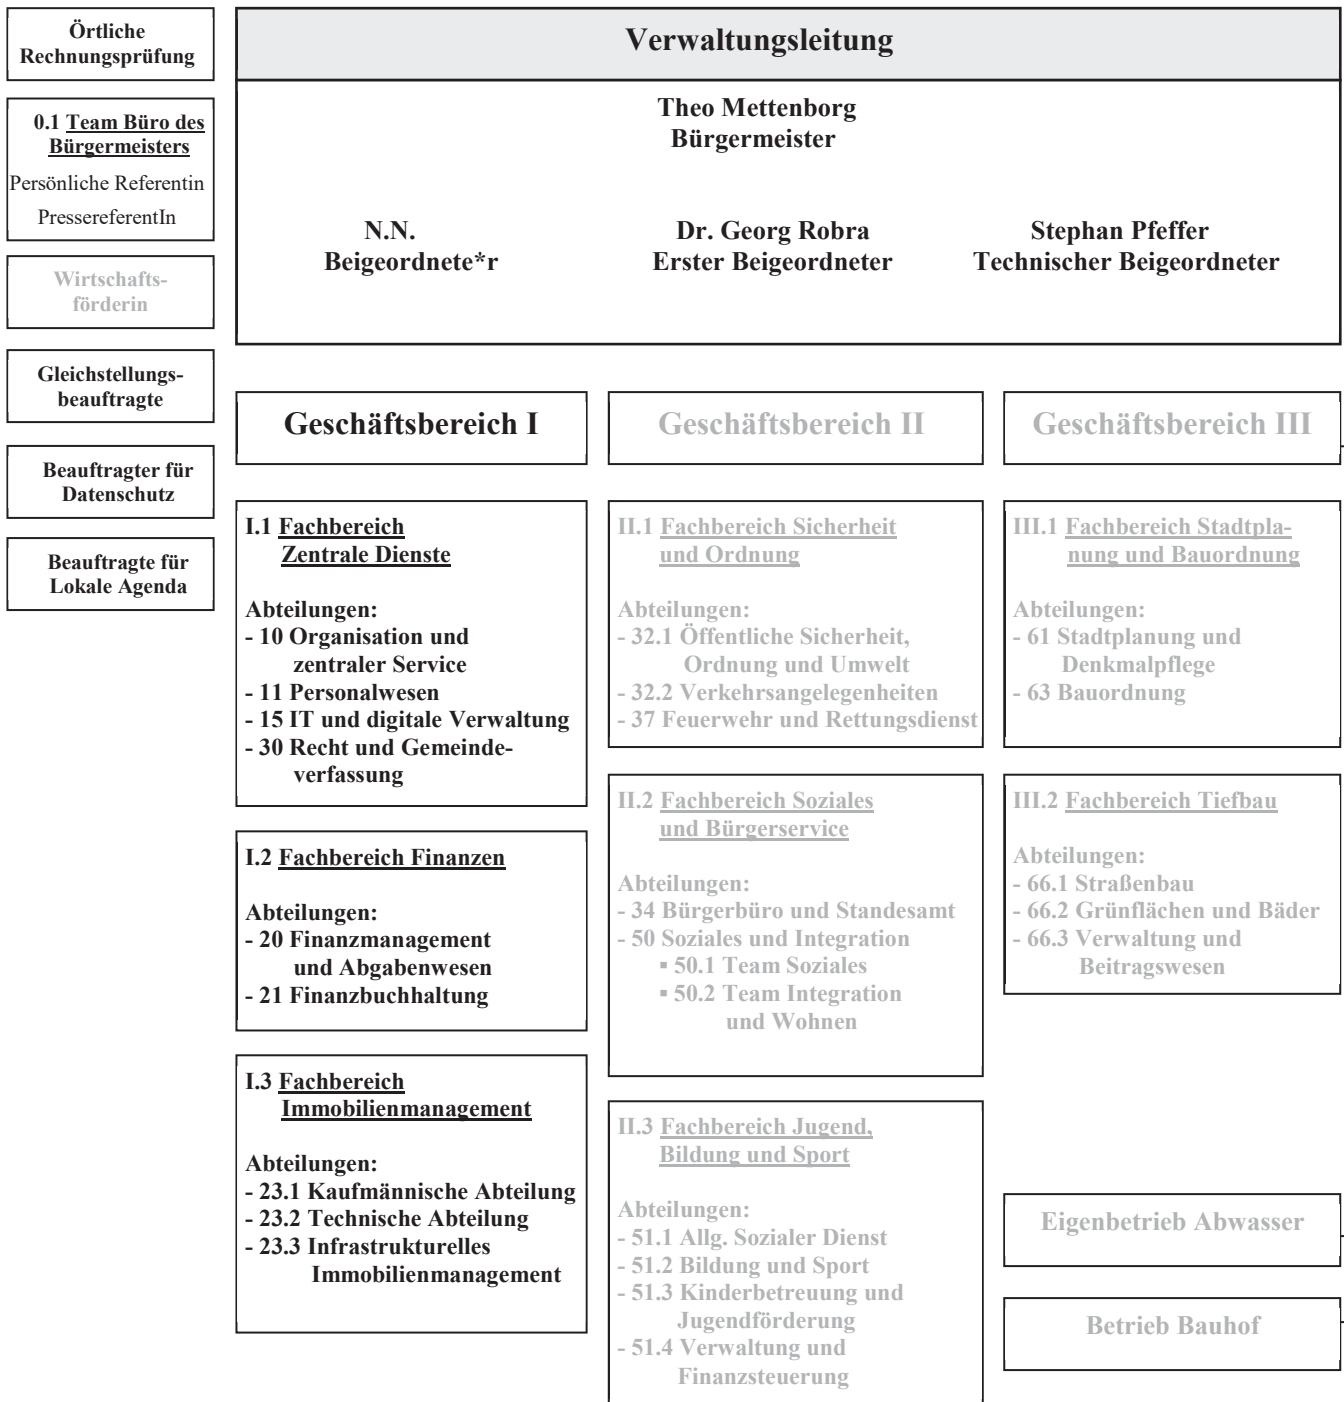 Örtliche
Rechnungsprüfung
0.1 Team Büro des
Bürgermeisters
Persönliche Referentin
PressereferentIn
Wirtschafts-
förderin
Gleichstellungs-
beauftragte
Beauftragter für
Datenschutz
Beauftragte für
Lokale Agenda
Verwaltungsleitung
Theo Mettenborg
Bürgermeister
N.N.
Beigeordnete*r
Dr. Georg Robra
Erster Beigeordneter
Stephan Pfeffer
Technischer Beigeordneter
Geschäftsbereich I
I.1 Fachbereich
Zentrale Dienste
Abteilungen:
- 10 Organisation und
zentraler Service
- 11 Personalwesen
- 15 IT und digitale Verwaltung
- 30 Recht und Gemeinde-
verfassung
I.2 Fachbereich Finanzen
Abteilungen:
- 20 Finanzmanagement
und Abgabenwesen
- 21 Finanzbuchhaltung
I.3 Fachbereich
Immobilienmanagement
Abteilungen:
- 23.1 Kaufmännische Abteilung
- 23.2 Technische Abteilung
- 23.3 Infrastrukturelles
Immobilienmanagement
Geschäftsbereich II
II.1 Fachbereich Sicherheit
und Ordnung
Abteilungen:
- 32.1 Öffentliche Sicherheit,
Ordnung und Umwelt
- 32.2 Verkehrsangelegenheiten
- 37 Feuerwehr und Rettungsdienst
II.2 Fachbereich Soziales
und Bürgerservice
Abteilungen:
- 34 Bürgerbüro und Standesamt
- 50 Soziales und Integration
▪ 50.1 Team Soziales
▪ 50.2 Team Integration
und Wohnen
II.3 Fachbereich Jugend,
Bildung und Sport
Abteilungen:
- 51.1 Allg. Sozialer Dienst
- 51.2 Bildung und Sport
- 51.3 Kinderbetreuung und
Jugendförderung
- 51.4 Verwaltung und
Finanzsteuerung
Geschäftsbereich III
III.1 Fachbereich Stadtpla-
nung und Bauordnung
Abteilungen:
- 61 Stadtplanung und
Denkmalpflege
- 63 Bauordnung
III.2 Fachbereich Tiefbau
Abteilungen:
- 66.1 Straßenbau
- 66.2 Grünflächen und Bäder
- 66.3 Verwaltung und
Beitragswesen
Eigenbetrieb Abwasser
Betrieb Bauhof